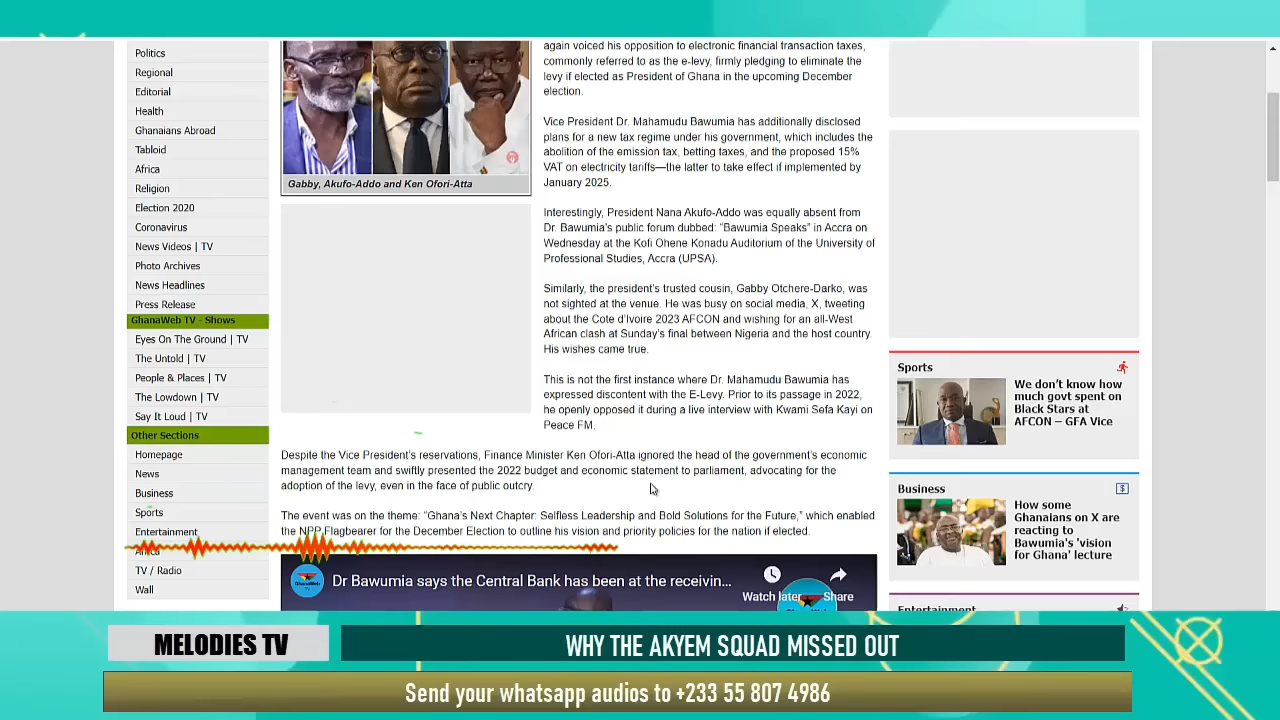 Politics
Regional
Editorial
Health
Ghanaians Abroad
Tabloid
Africa
Religion
Election 2020
Coronavirus
News Videos | TV
Photo Archives
News Headlines
Press Release
GhanaWeb TV - Shows
Eyes On The Ground | TV
The Untold | TV
People & Places | TV
The Lowdown | TV
Say It Loud | TV
Other Sections
Homepage
News
Business
Sports
Entertainment
Africa
TV / Radio
Wall
Gabby, Akufo-Addo and Ken Ofori-Atta
again voiced his opposition to electronic financial transaction taxes,
commonly referred to as the e-levy, firmly pledging to eliminate the
levy if elected as President of Ghana in the upcoming December
election.
Vice President Dr. Mahamudu Bawumia has additionally disclosed
plans for a new tax regime under his government, which includes the
abolition of the emission tax, betting taxes, and the proposed 15%
VAT on electricity tariffs—the latter to take effect if implemented by
January 2025.
Interestingly, President Nana Akufo-Addo was equally absent from
Dr. Bawumia's public forum dubbed: "Bawumia Speaks" in Accra on
Wednesday at the Kofi Ohene Konadu Auditorium of the University of
Professional Studies, Accra (UPSA).
Similarly, the president's trusted cousin, Gabby Otchere-Darko, was
not sighted at the venue. He was busy on social media, X, tweeting
about the Cote d'Ivoire 2023 AFCON and wishing for an all-West
African clash at Sunday's final between Nigeria and the host country.
His wishes came true.
This is not the first instance where Dr. Mahamudu Bawumia has
expressed discontent with the E-Levy. Prior to its passage in 2022,
he openly opposed it during a live interview with Kwami Sefa Kayi on
Peace FM.
Despite the Vice President's reservations, Finance Minister Ken Ofori-Atta ignored the head of the government's economic
management team and swiftly presented the 2022 budget and economic statement to parliament, advocating for the
adoption of the levy, even in the face of public outcry.
The event was on the theme: "Ghana's Next Chapter: Selfless Leadership and Bold Solutions for the Future," which enabled
the NPP Flagbearer for the December Election to outline his vision and priority policies for the nation if elected.
Dr Bawumia says the Central Bank has been at the receivin...
Watch later
Share
Sports
We don't know how
much govt spent on
Black Stars at
AFCON – GFA Vice
Business
How some
Ghanaians on X are
reacting to
Bawumia's 'vision
for Ghana' lecture
Entertainment
MELODIES TV
WHY THE AKYEM SQUAD MISSED OUT
Send your whatsapp audios to +233 55 807 4986